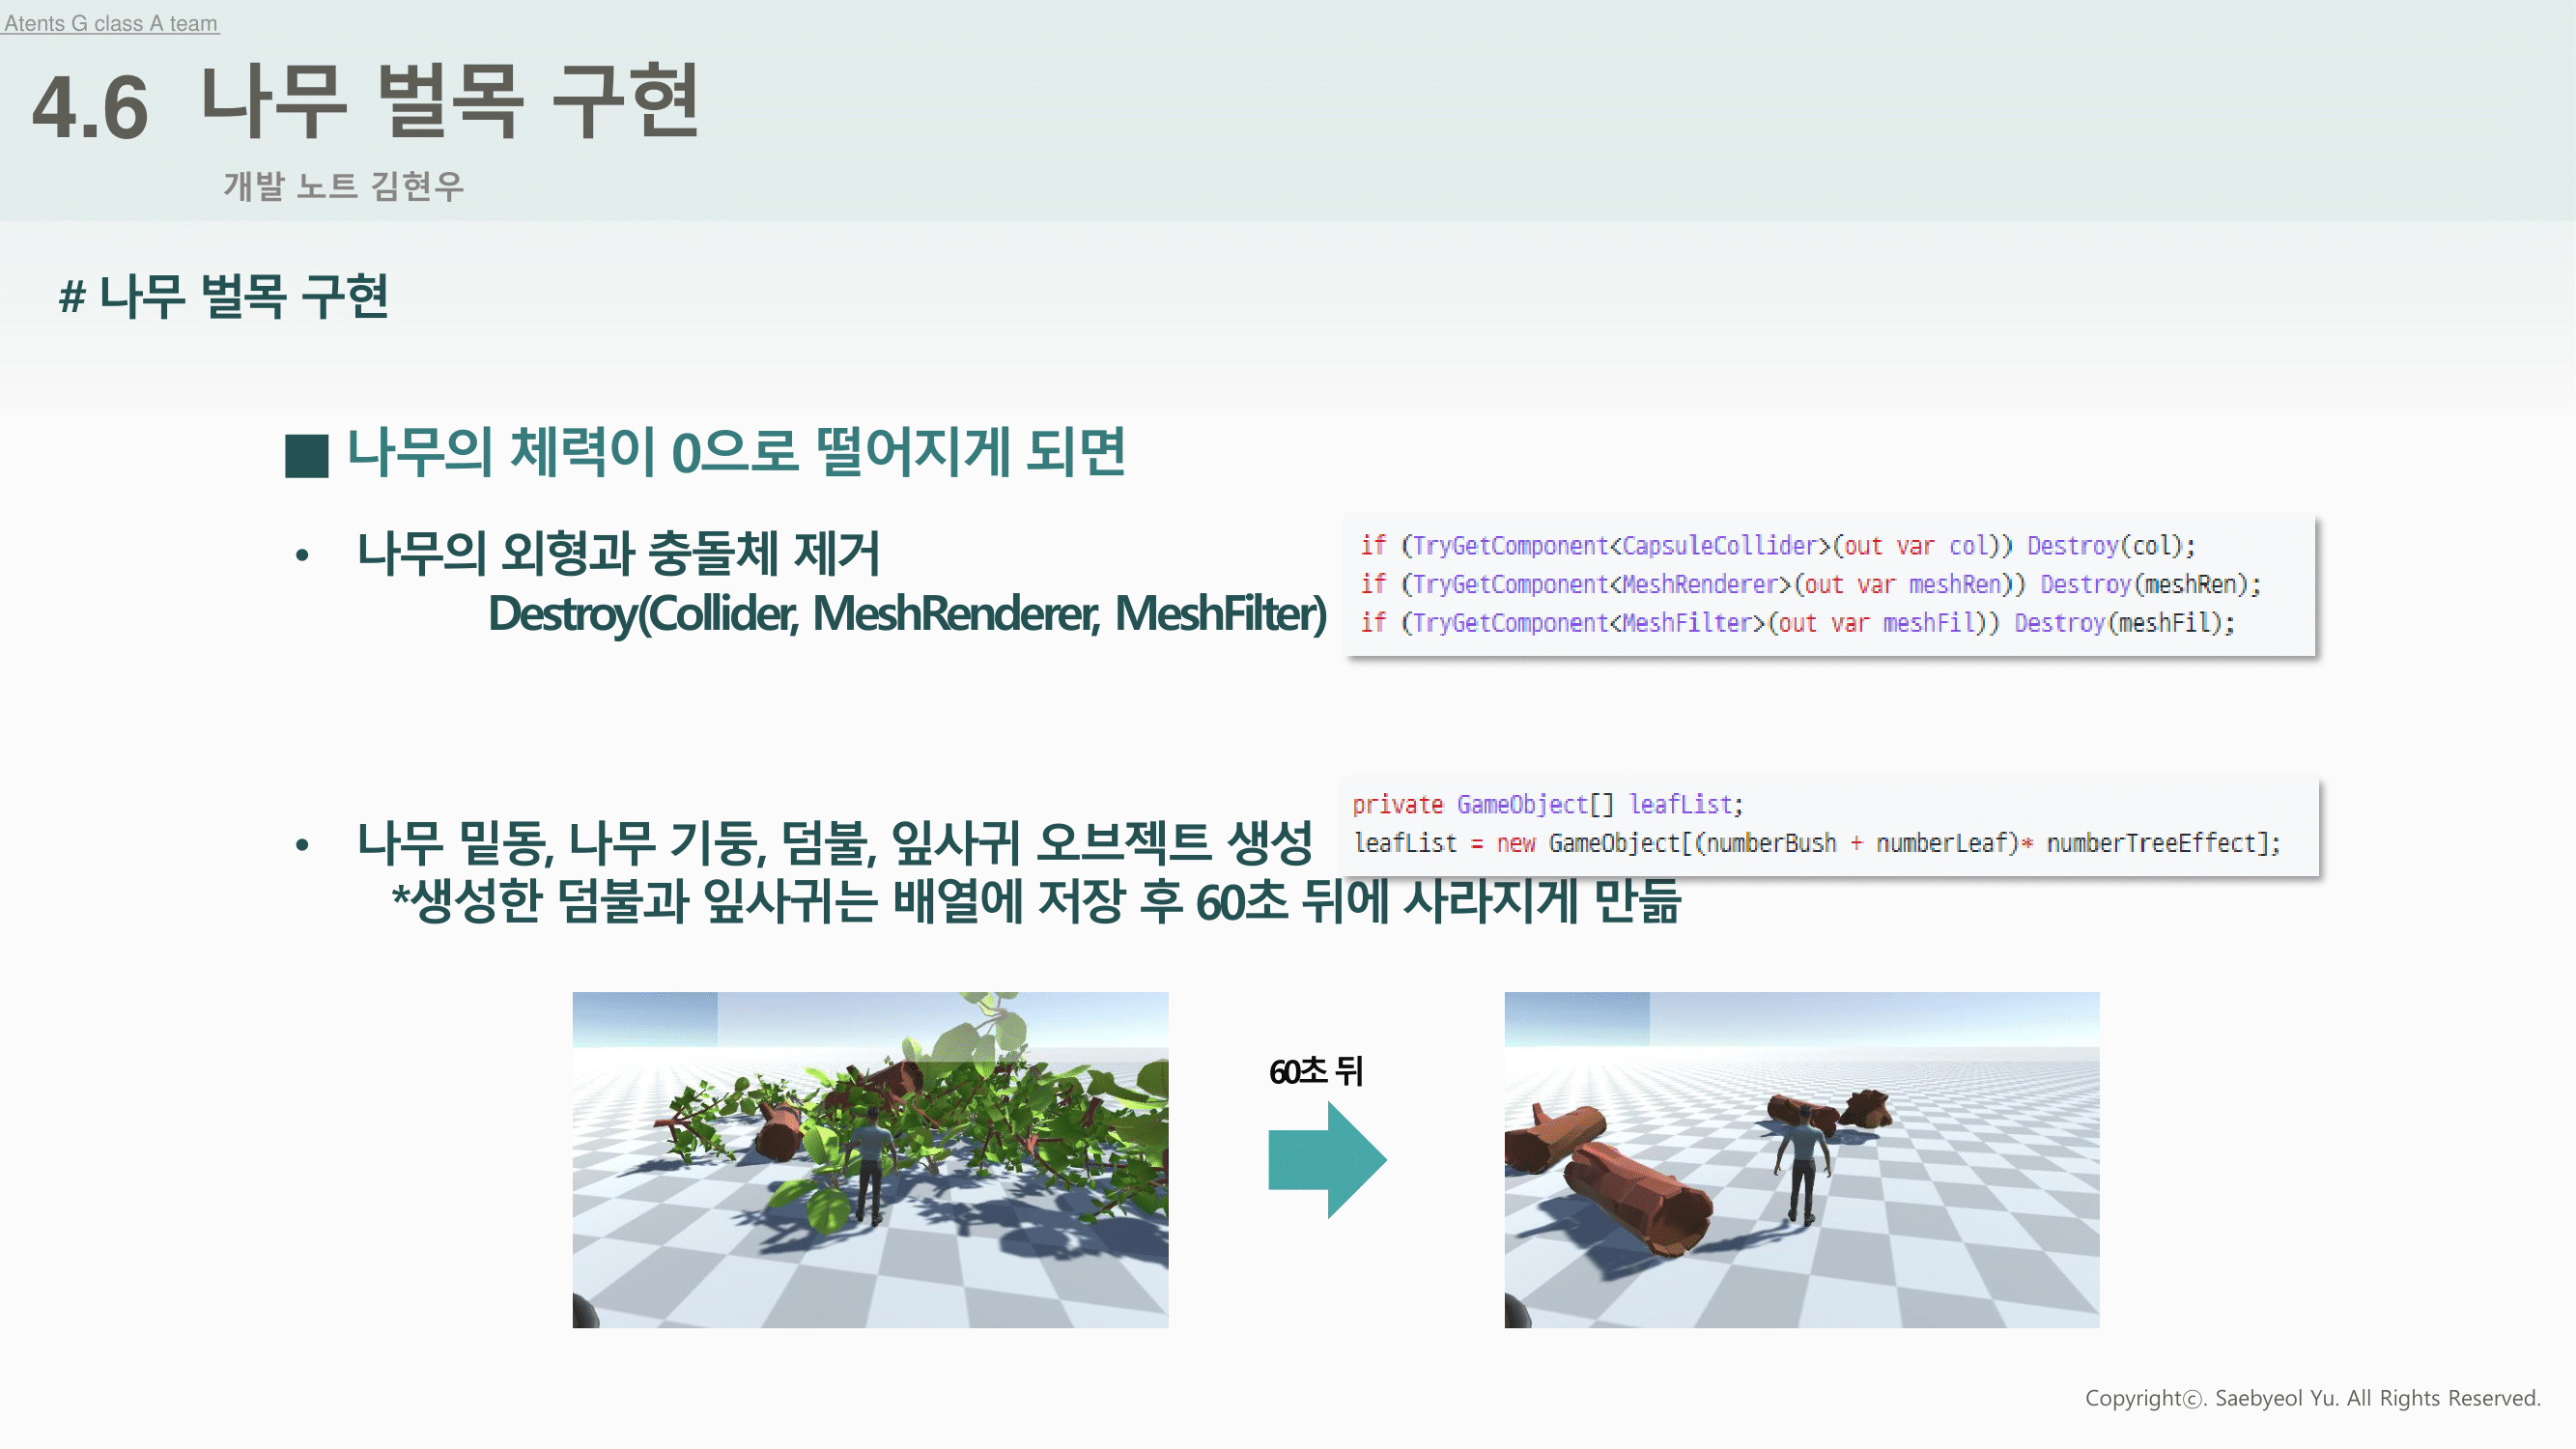 Atents G class A team
4.6 나무 벌목 구현
개발 노트 김현우
# 나무 벌목 구현
■ 나무의 체력이 0으로 떨어지게 되면
• 나무의 외형과 충돌체 제거
Destroy(Collider, MeshRenderer, MeshFilter)
if (TryGetComponent<CapsuleCollider>(out var col)) Destroy(col);
if (TryGetComponent<MeshRenderer>(out var meshRen)) Destroy(meshRen);
if (TryGetComponent<MeshFilter>(out var meshFil)) Destroy(meshFil);
private GameObject[] leafList;
leafList = new GameObject[(numberBush + numberLeaf)* numberTreeEffect];
• 나무 밑동, 나무 기둥, 덤불, 잎사귀 오브젝트 생성
*생성한 덤불과 잎사귀는 배열에 저장 후 60초 뒤에 사라지게 만듦
60초 뒤
Copyrightⓒ. Saebyeol Yu. All Rights Reserved.